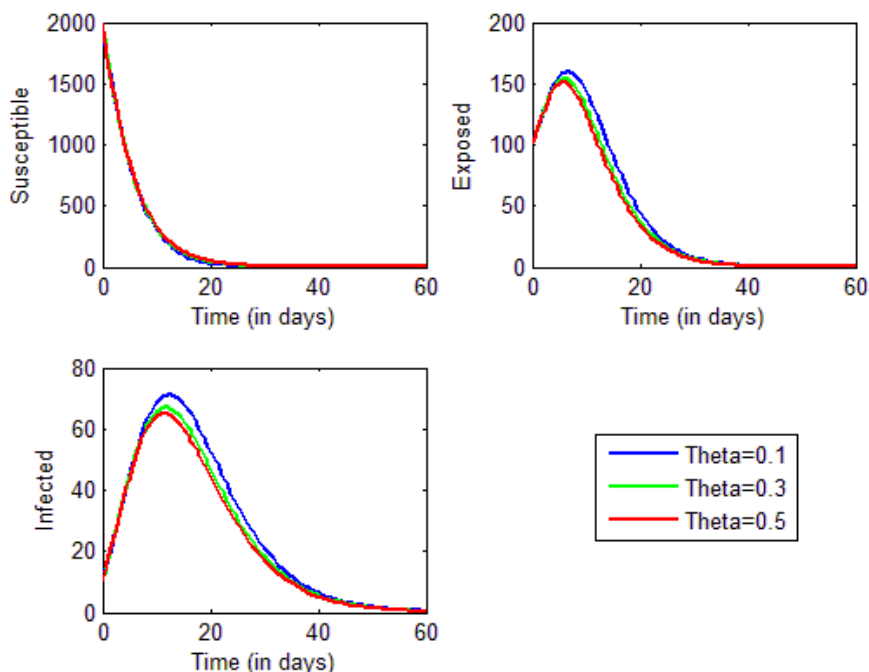 2000
1500
1000
500
0
Susceptible
0 20 40 60
Time (in days)
200
150
100
50
0
Exposed
0 20 40 60
Time (in days)
80
60
40
20
0
Infected
0 20 40 60
Time (in days)
Theta=0.1
Theta=0.3
Theta=0.5